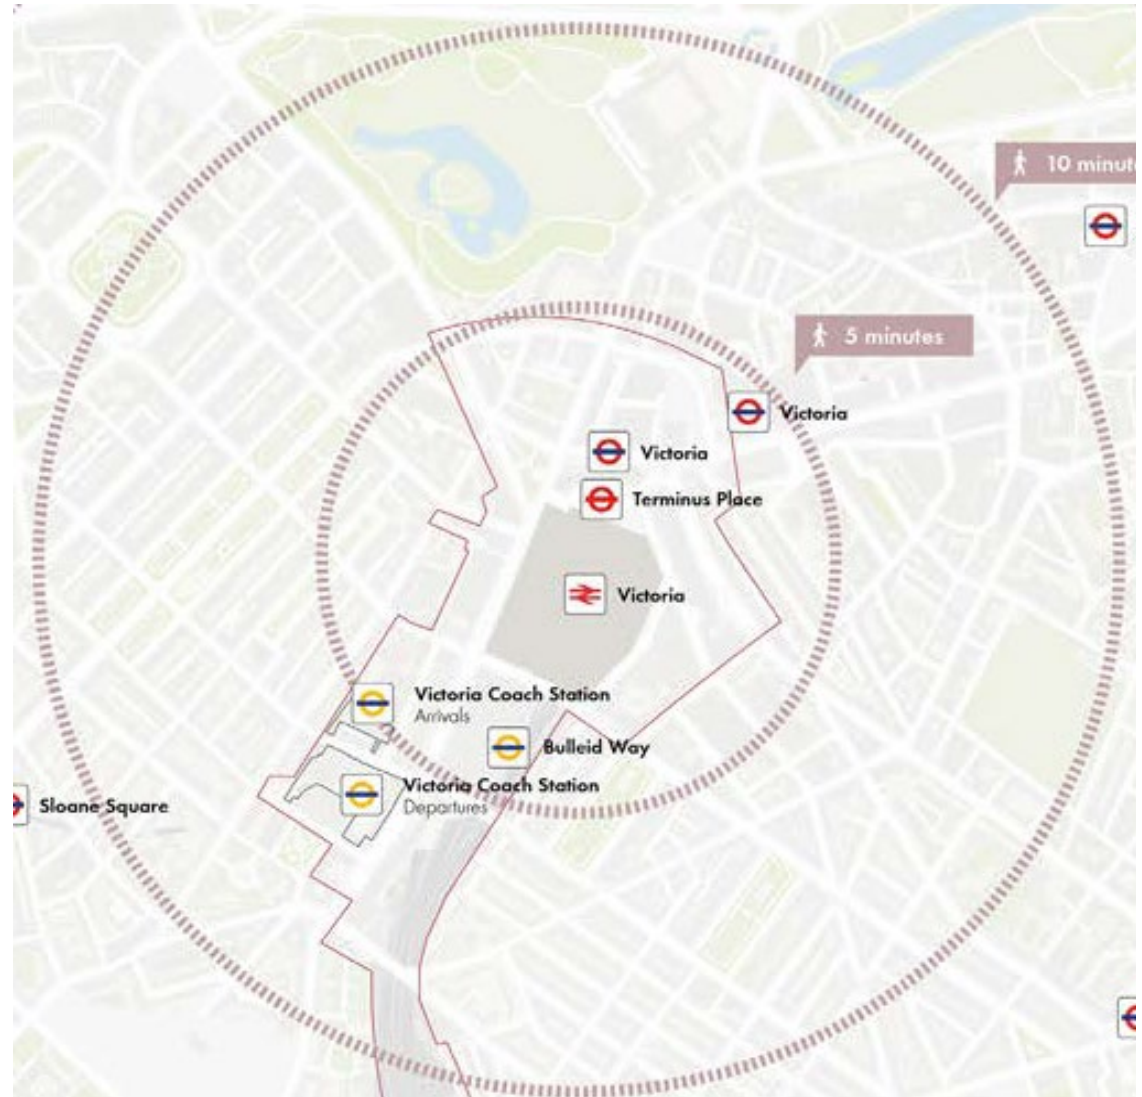 10 minute
5 minutes
Victoria
Victoria
Terminus Place
Victoria
Victoria Coach Station
Arrivals
Bulleid Way
Victoria Coach Station
Departures
Sloane Square